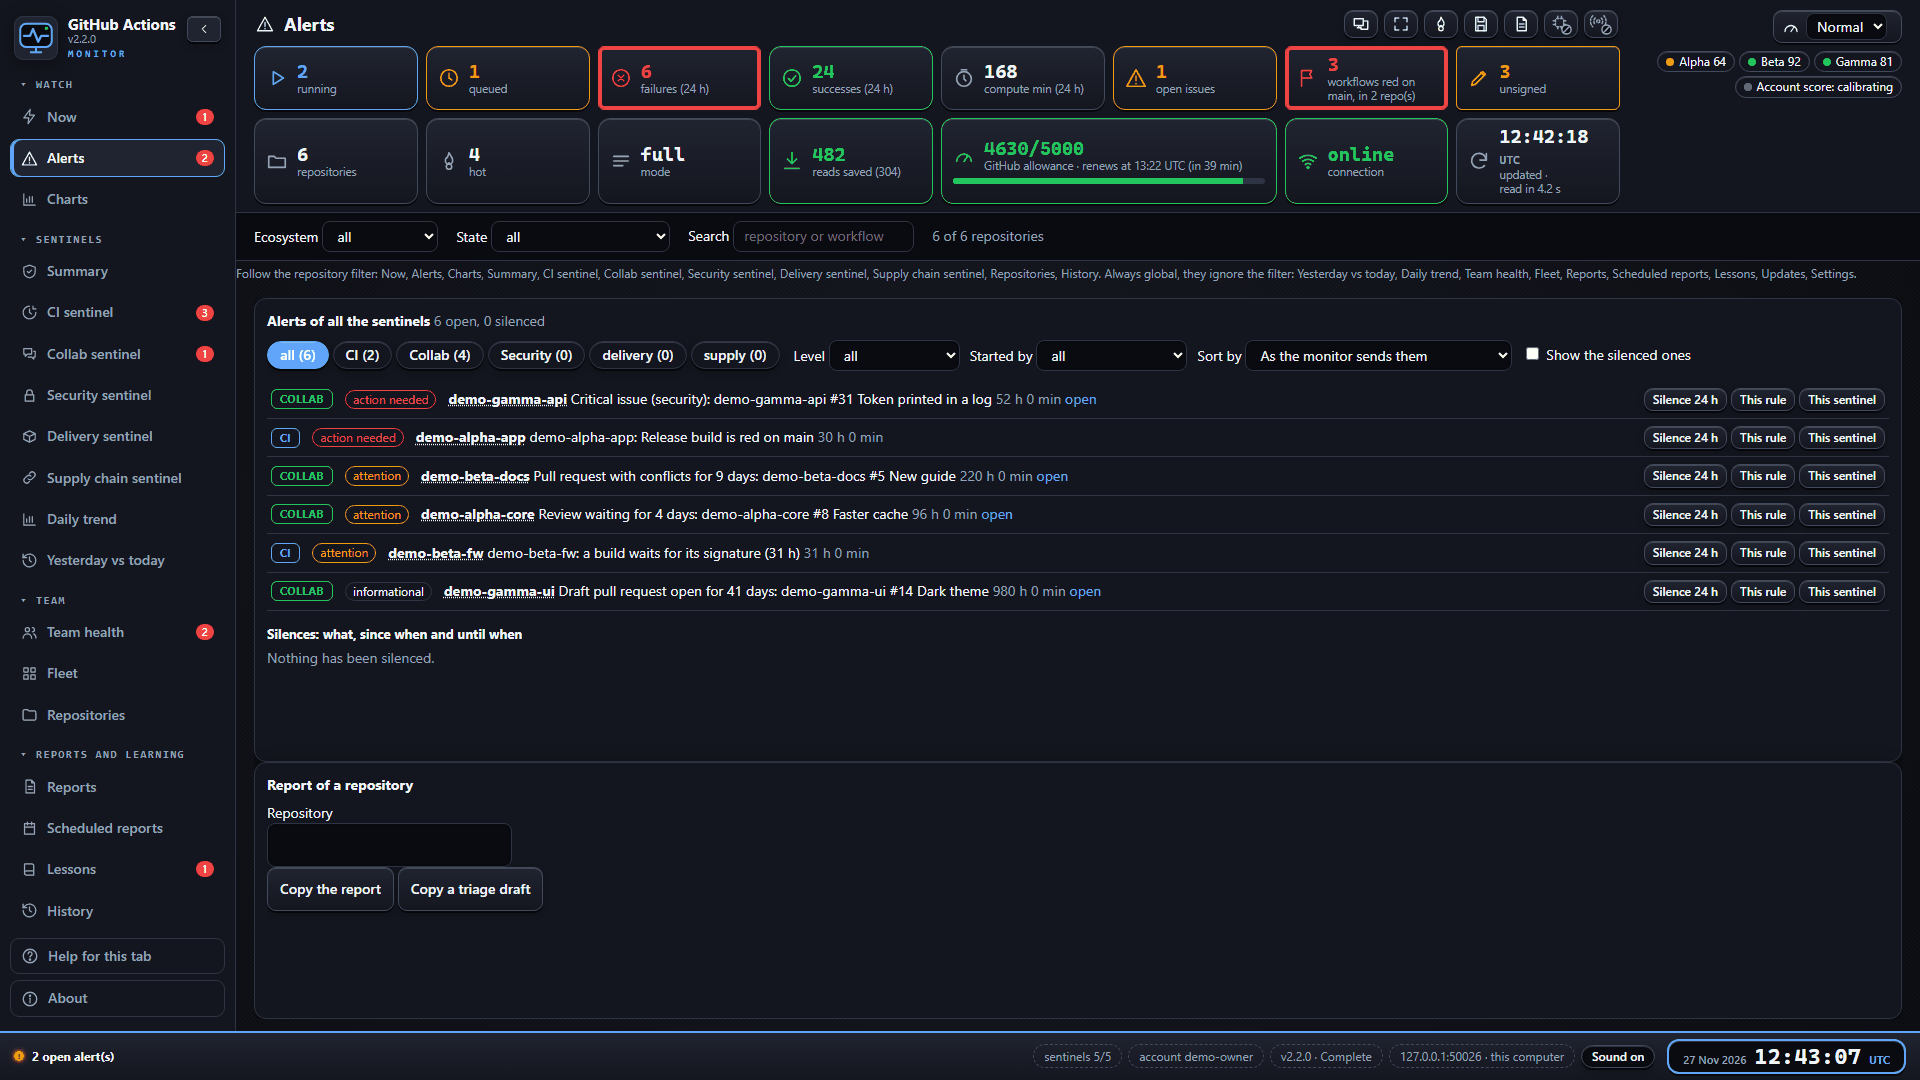 GitHub Actions
v2.2.0
MONITOR
WATCH
Now 1
Alerts 2
Charts
SENTINELS
Summary
CI sentinel 3
Collab sentinel 1
Security sentinel
Delivery sentinel
Supply chain sentinel
Daily trend
Yesterday vs today
TEAM
Team health 2
Fleet
Repositories
REPORTS AND LEARNING
Reports
Scheduled reports
Lessons 1
History
Help for this tab
About
Alerts
Normal
2 running
1 queued
6 failures (24 h)
24 successes (24 h)
168 compute min (24 h)
1 open issues
3 workflows red on main, in 2 repo(s)
3 unsigned
Alpha 64
Beta 92
Gamma 81
Account score: calibrating
6 repositories
4 hot
full mode
482 reads saved (304)
4630/5000 GitHub allowance · renews at 13:22 UTC (in 39 min)
online connection
12:42:18 UTC updated · read in 4.2 s
Ecosystem all State all Search repository or workflow 6 of 6 repositories
Follow the repository filter: Now, Alerts, Charts, Summary, CI sentinel, Collab sentinel, Security sentinel, Delivery sentinel, Supply chain sentinel, Repositories, History. Always global, they ignore the filter: Yesterday vs today, Daily trend, Team health, Fleet, Reports, Scheduled reports, Lessons, Updates, Settings.
Alerts of all the sentinels 6 open, 0 silenced
all (6) CI (2) Collab (4) Security (0) delivery (0) supply (0) Level all Started by all Sort by As the monitor sends them Show the silenced ones
COLLAB action needed demo-gamma-api Critical issue (security): demo-gamma-api #31 Token printed in a log 52 h 0 min open Silence 24 h This rule This sentinel
CI action needed demo-alpha-app demo-alpha-app: Release build is red on main 30 h 0 min Silence 24 h This rule This sentinel
COLLAB attention demo-beta-docs Pull request with conflicts for 9 days: demo-beta-docs #5 New guide 220 h 0 min open Silence 24 h This rule This sentinel
COLLAB attention demo-alpha-core Review waiting for 4 days: demo-alpha-core #8 Faster cache 96 h 0 min open Silence 24 h This rule This sentinel
CI attention demo-beta-fw demo-beta-fw: a build waits for its signature (31 h) 31 h 0 min Silence 24 h This rule This sentinel
COLLAB informational demo-gamma-ui Draft pull request open for 41 days: demo-gamma-ui #14 Dark theme 980 h 0 min open Silence 24 h This rule This sentinel
Silences: what, since when and until when
Nothing has been silenced.
Report of a repository
Repository
Copy the report Copy a triage draft
2 open alert(s)
sentinels 5/5
account demo-owner
v2.2.0 · Complete
127.0.0.1:50026 · this computer
Sound on
27 Nov 2026 12:43:07 UTC